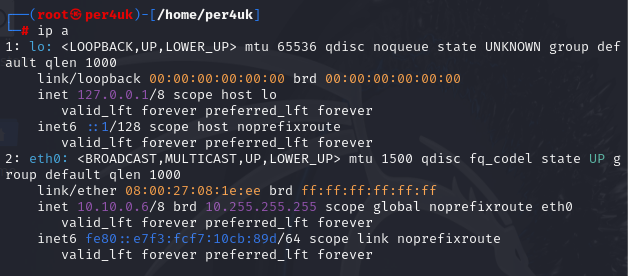 ┌──(root㉿per4uk)-[/home/per4uk]
└─# ip a
1: lo: <LOOPBACK,UP,LOWER_UP> mtu 65536 qdisc noqueue state UNKNOWN group def
ault qlen 1000
    link/loopback 00:00:00:00:00:00 brd 00:00:00:00:00:00
    inet 127.0.0.1/8 scope host lo
       valid_lft forever preferred_lft forever
    inet6 ::1/128 scope host noprefixroute
       valid_lft forever preferred_lft forever
2: eth0: <BROADCAST,MULTICAST,UP,LOWER_UP> mtu 1500 qdisc fq_codel state UP g
roup default qlen 1000
    link/ether 08:00:27:08:1e:ee brd ff:ff:ff:ff:ff:ff
    inet 10.10.0.6/8 brd 10.255.255.255 scope global noprefixroute eth0
       valid_lft forever preferred_lft forever
    inet6 fe80::e7f3:fcf7:10cb:89d/64 scope link noprefixroute
       valid_lft forever preferred_lft forever